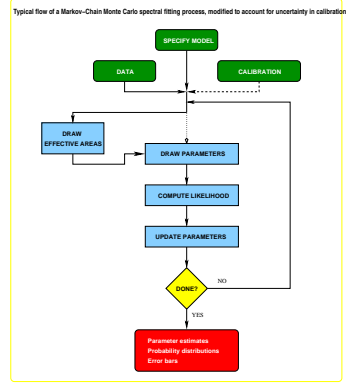 Typical flow of a Markov-Chain Monte Carlo spectral fitting process, modified to account for uncertainty in calibration
SPECIFY MODEL
DATA
CALIBRATION
DRAW
EFFECTIVE AREAS
DRAW PARAMETERS
COMPUTE LIKELIHOOD
UPDATE PARAMETERS
DONE?
NO
YES
Parameter estimates
Probability distributions
Error bars